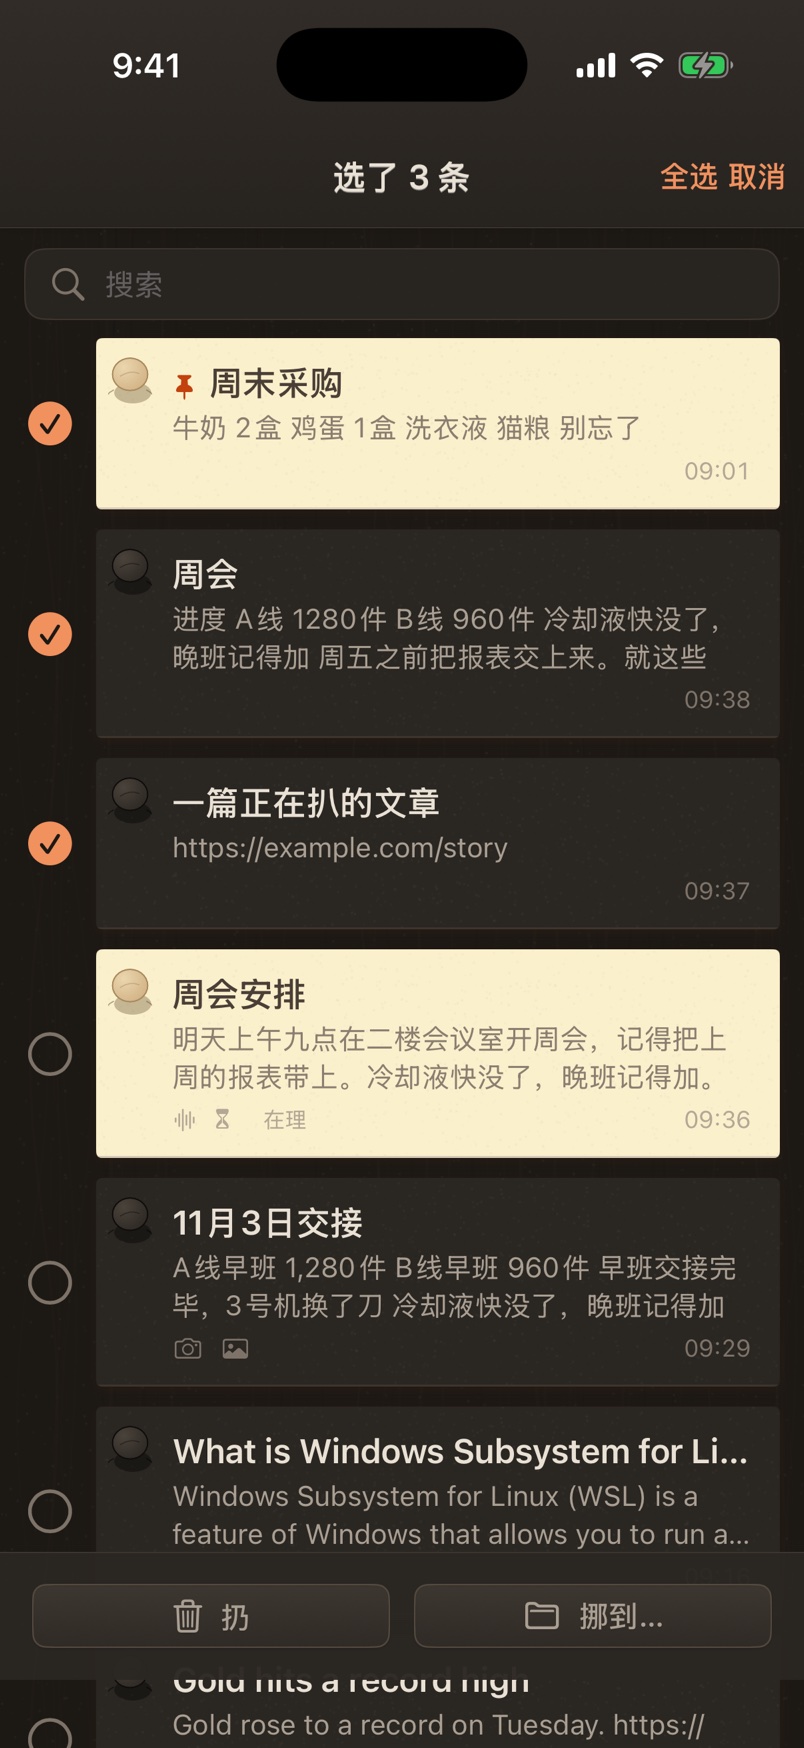 9:41
选了 3 条
全选 取消
搜索
周末采购
牛奶 2盒 鸡蛋 1盒 洗衣液 猫粮 别忘了
09:01
周会
进度 A线 1280件 B线 960件 冷却液快没了，
晚班记得加 周五之前把报表交上来。就这些
09:38
一篇正在扒的文章
https://example.com/story
09:37
周会安排
明天上午九点在二楼会议室开周会，记得把上
周的报表带上。冷却液快没了，晚班记得加。
在理
09:36
11月3日交接
A线早班 1,280件 B线早班 960件 早班交接完
毕，3号机换了刀 冷却液快没了，晚班记得加
09:29
What is Windows Subsystem for Li...
Windows Subsystem for Linux (WSL) is a
feature of Windows that allows you to run a...
扔
挪到...
Gold hits a record high
Gold rose to a record on Tuesday. https://